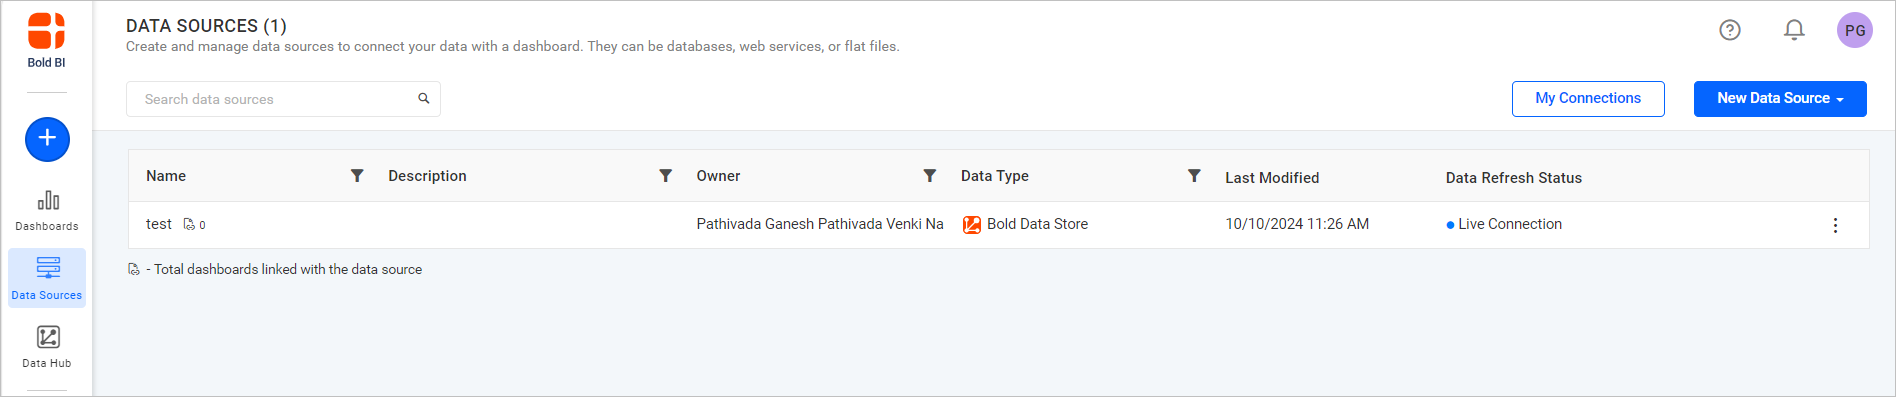 Bold BI
DATA SOURCES (1)
Create and manage data sources to connect your data with a dashboard. They can be databases, web services, or flat files.
PG
Search data sources
My Connections
New Data Source
Dashboards
Data Sources
Data Hub
Name Description Owner Data Type Last Modified Data Refresh Status
test 0 Pathivada Ganesh Pathivada Venki Na Bold Data Store 10/10/2024 11:26 AM Live Connection
- Total dashboards linked with the data source